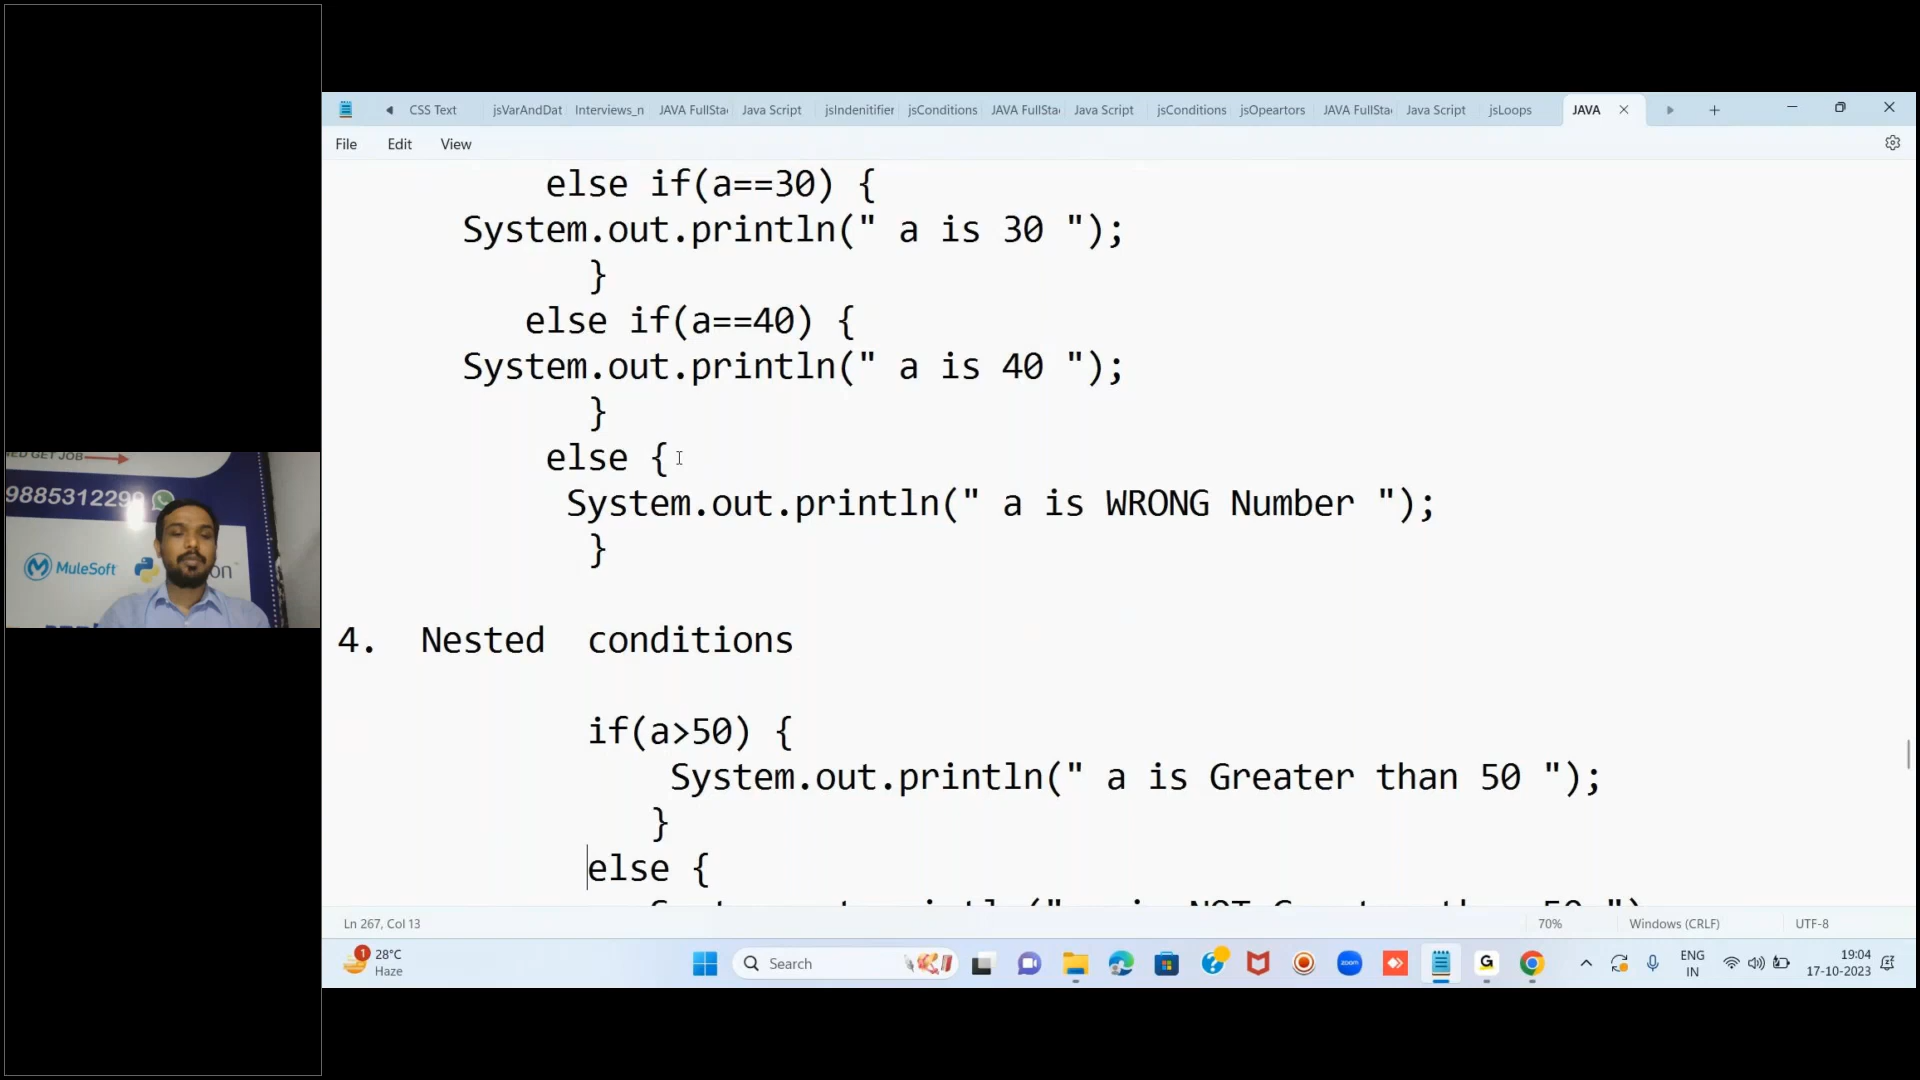 CSS Text jsVarAndDat Interviews_n JAVA FullSta Java Script jsIndenitifier jsConditions JAVA FullSta Java Script jsConditions jsOpeartors JAVA FullSta Java Script jsLoops JAVA
File Edit View
else if(a==30) {
System.out.println(" a is 30 ");
}
else if(a==40) {
System.out.println(" a is 40 ");
}
else {
System.out.println(" a is WRONG Number ");
}
4. Nested conditions
if(a>50) {
System.out.println(" a is Greater than 50 ");
}
else {
Ln 267, Col 13 70% Windows (CRLF) UTF-8
GET JOB
MuleSoft
1 28°C
Haze
Search
zoom
ENG
IN
19:04
17-10-2023